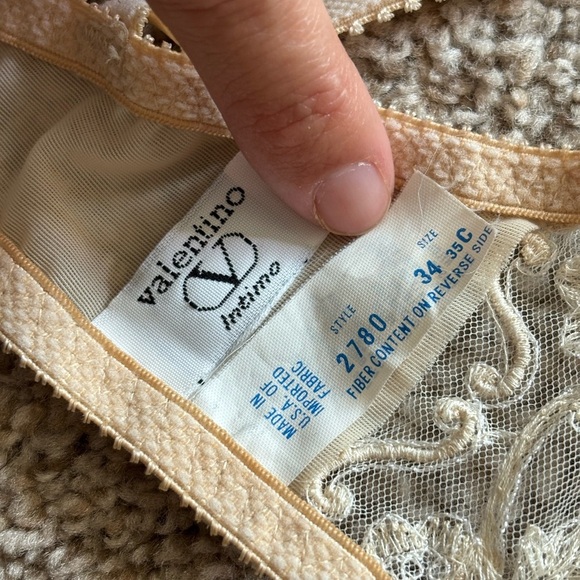 valentino
V
intimo
STYLE SIZE
2780 34 35C
FIBER CONTENT ON REVERSE SIDE
MADE IN
U.S.A. OF
IMPORTED
FABRIC